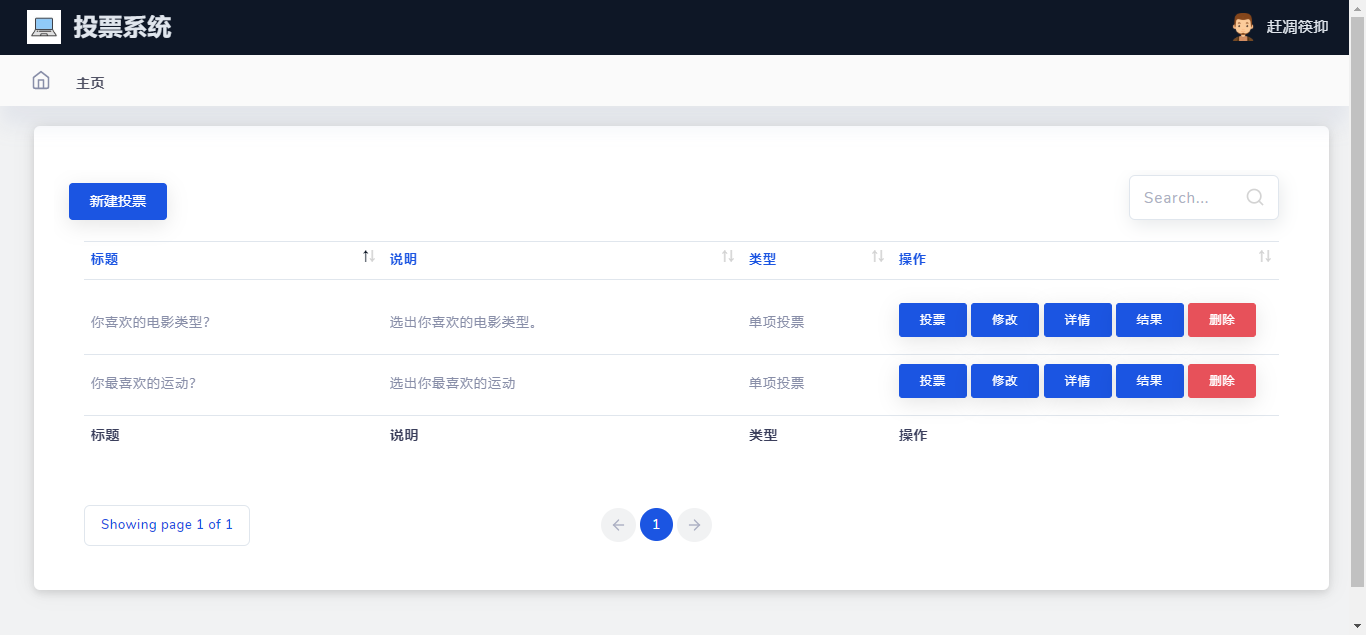 投票系统
赶凋筷抑
主页
新建投票
Search...
标题 说明 类型 操作
你喜欢的电影类型? 选出你喜欢的电影类型。 单项投票 投票 修改 详情 结果 删除
你最喜欢的运动? 选出你最喜欢的运动 单项投票 投票 修改 详情 结果 删除
标题 说明 类型 操作
Showing page 1 of 1
1